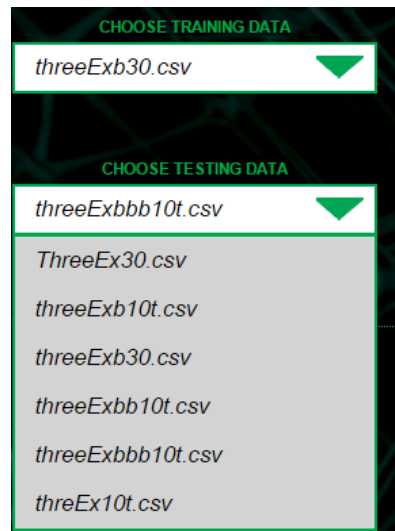 CHOOSE TRAINING DATA
threeExb30.csv
CHOOSE TESTING DATA
threeExbbb10t.csv
ThreeEx30.csv
threeExb10t.csv
threeExb30.csv
threeExbb10t.csv
threeExbbb10t.csv
threEx10t.csv